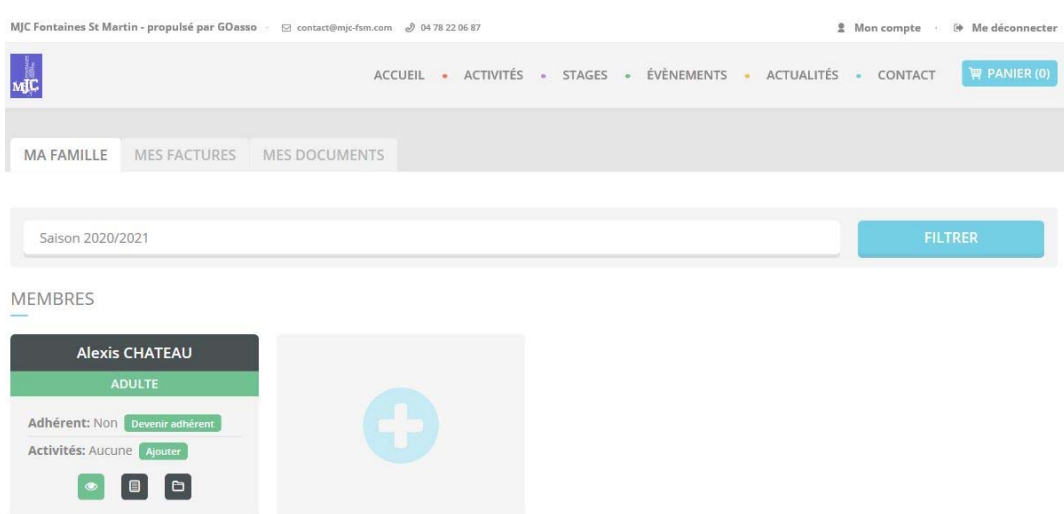 MJC Fontaines St Martin - propulsé par GOasso contact@mjc-fsm.com 04 78 22 06 87 Mon compte Me déconnecter
MJC ACCUEIL ACTIVITÉS STAGES ÉVÈNEMENTS ACTUALITÉS CONTACT PANIER (0)
MA FAMILLE MES FACTURES MES DOCUMENTS
Saison 2020/2021 FILTRER
MEMBRES
Alexis CHATEAU
ADULTE
Adhérent: Non Devenir adhérent
Activités: Aucune Ajouter